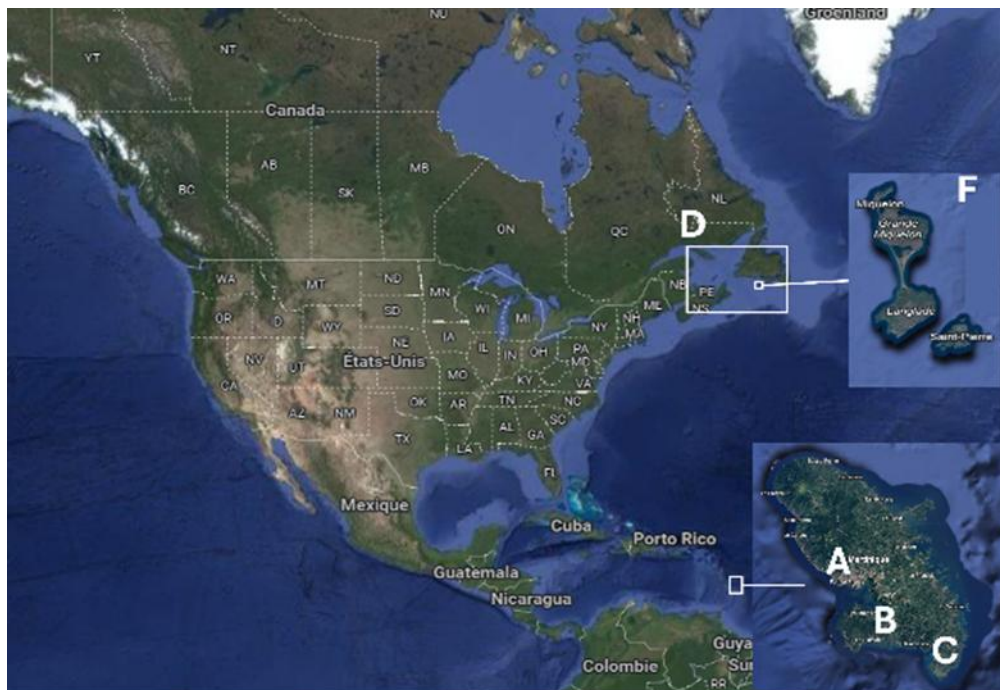 NU
Groenland
YT
NT
Canada
AB
MB
BC
SK
NL
ON
QC
D
F
Miquelon
Grande
Miquelon
Langlade
Saint-Pierre
WA
MT
ND
MN
NB
PE
NS
OR
ID
SD
WI
MI
WY
NE
IA
IL
IN
OH
PA
NY
NH
MA
MD
NV
UT
États-Unis
CA
MO
KY
VA
AZ
NM
OK
AR
TN
NC
SC
TX
AL
GA
LA
FL
Mexique
Cuba
Porto Rico
Guatemala
Nicaragua
Martinique
A
B
C
Colombie
Guya
Sur
RR